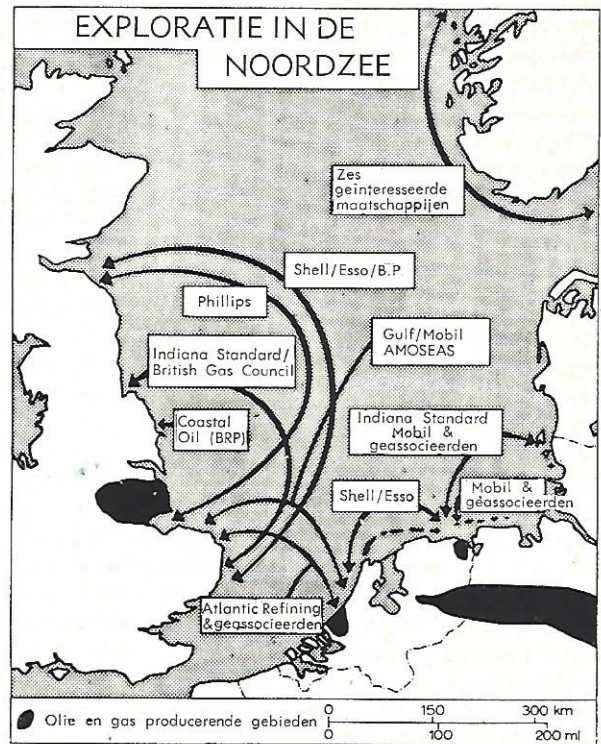 EXPLORATIE IN DE
NOORDZEE
Zes
geïnteresseerde
maatschappijen
Shell/Esso/B.P.
Phillips
Gulf/Mobil
AMOSEAS
Indiana Standard/
British Gas Council
Coastal
Oil (BRP)
Indiana Standard
Mobil &
geassocieerden
Shell/Esso
Mobil &
geassocieerden
Atlantic Refining
& geassocieerden
Olie en gas producerende gebieden
0 150 300 km
0 100 200 ml